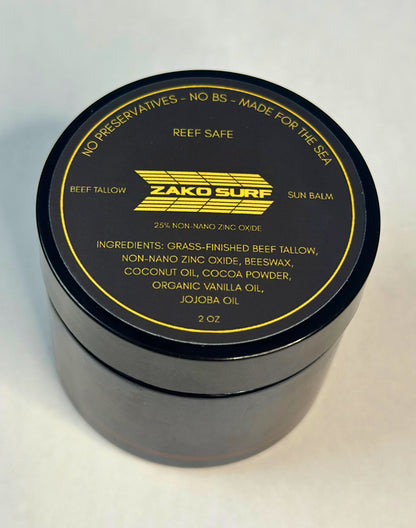 NO PRESERVATIVES - NO BS - MADE FOR THE SEA
REEF SAFE
BEEF TALLOW
ZAKO SURF
SUN BALM
25% NON-NANO ZINC OXIDE
INGREDIENTS: GRASS-FINISHED BEEF TALLOW,
NON-NANO ZINC OXIDE, BEESWAX,
COCONUT OIL, COCOA POWDER,
ORGANIC VANILLA OIL,
JOJOBA OIL
2 OZ